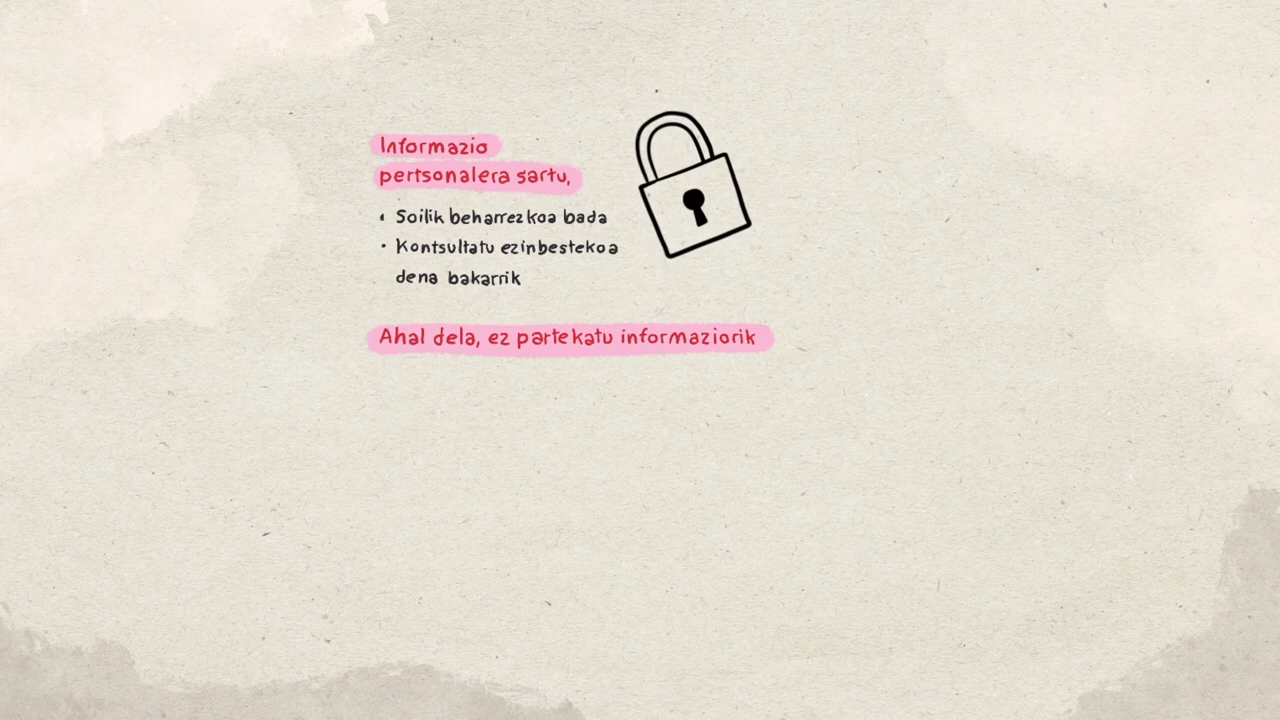 Informazio
pertsonalera sartu,
• Soilik beharrezkoa bada
• Kontsultatu ezinbestekoa
dena bakarrik
Ahal dela, ez partekatu informaziorik